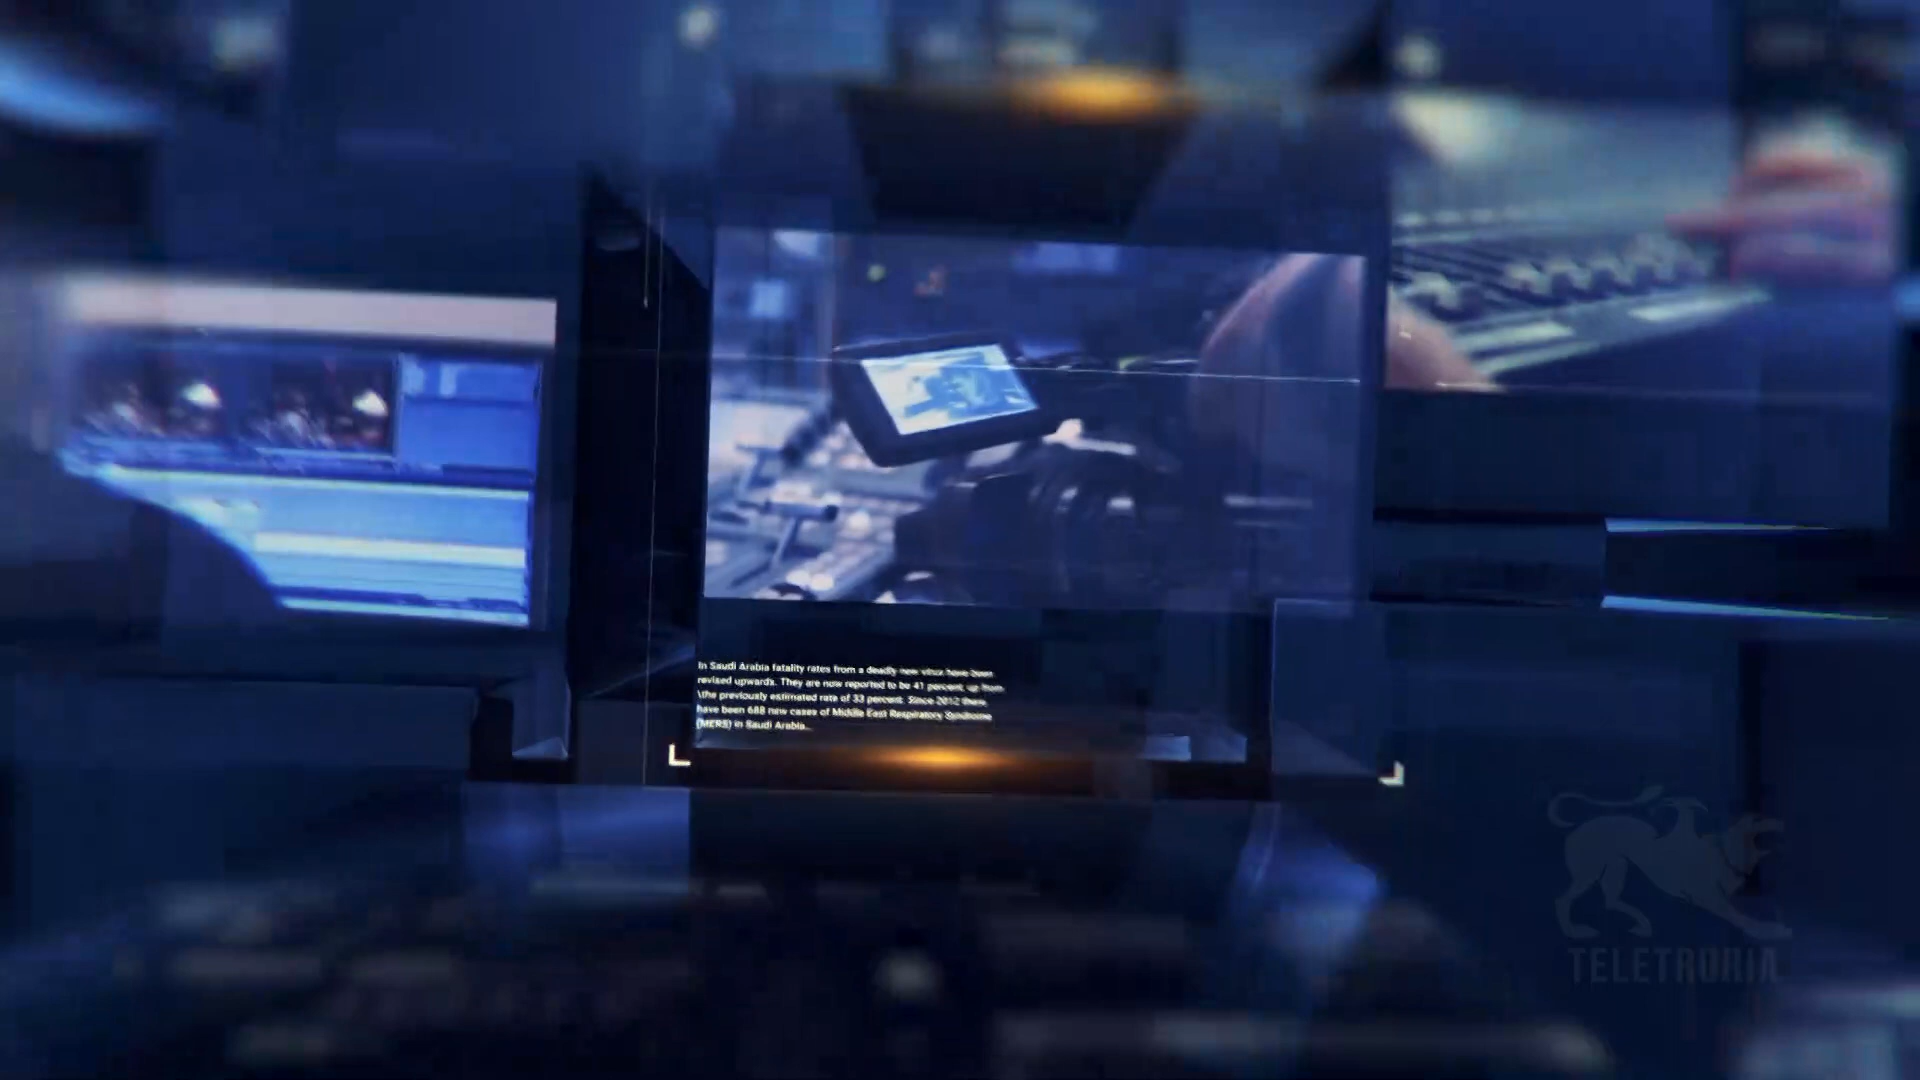 In Saudi Arabia fatality rates from a deadly new virus have been
revised upwards. They are now reported to be 41 percent, up from
\the previously estimated rate of 33 percent. Since 2012 there
have been 688 new cases of Middle East Respiratory Syndrome
(MERS) in Saudi Arabia.
TELETRURIA